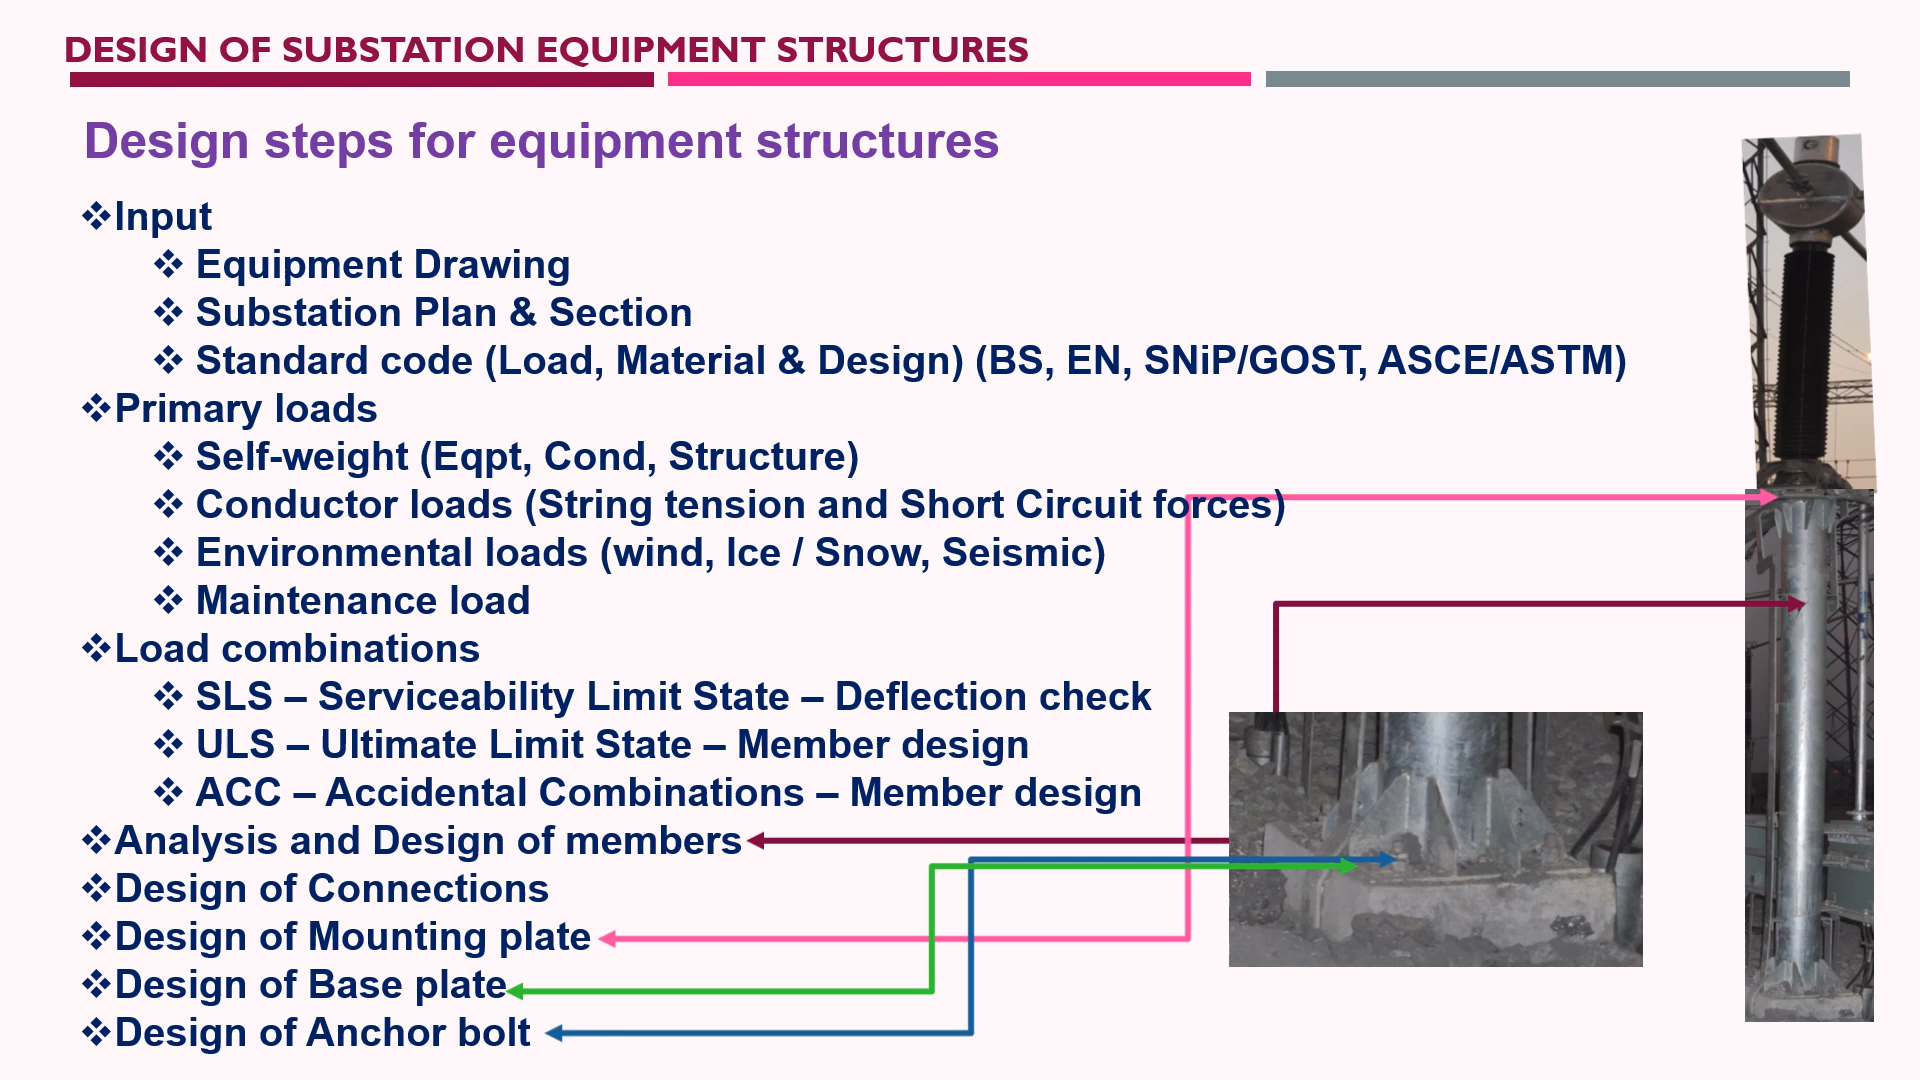 DESIGN OF SUBSTATION EQUIPMENT STRUCTURES
Design steps for equipment structures
❖Input
❖ Equipment Drawing
❖ Substation Plan & Section
❖ Standard code (Load, Material & Design) (BS, EN, SNiP/GOST, ASCE/ASTM)
❖Primary loads
❖ Self-weight (Eqpt, Cond, Structure)
❖ Conductor loads (String tension and Short Circuit forces)
❖ Environmental loads (wind, Ice / Snow, Seismic)
❖ Maintenance load
❖Load combinations
❖ SLS – Serviceability Limit State – Deflection check
❖ ULS – Ultimate Limit State – Member design
❖ ACC – Accidental Combinations – Member design
❖Analysis and Design of members
❖Design of Connections
❖Design of Mounting plate
❖Design of Base plate
❖Design of Anchor bolt